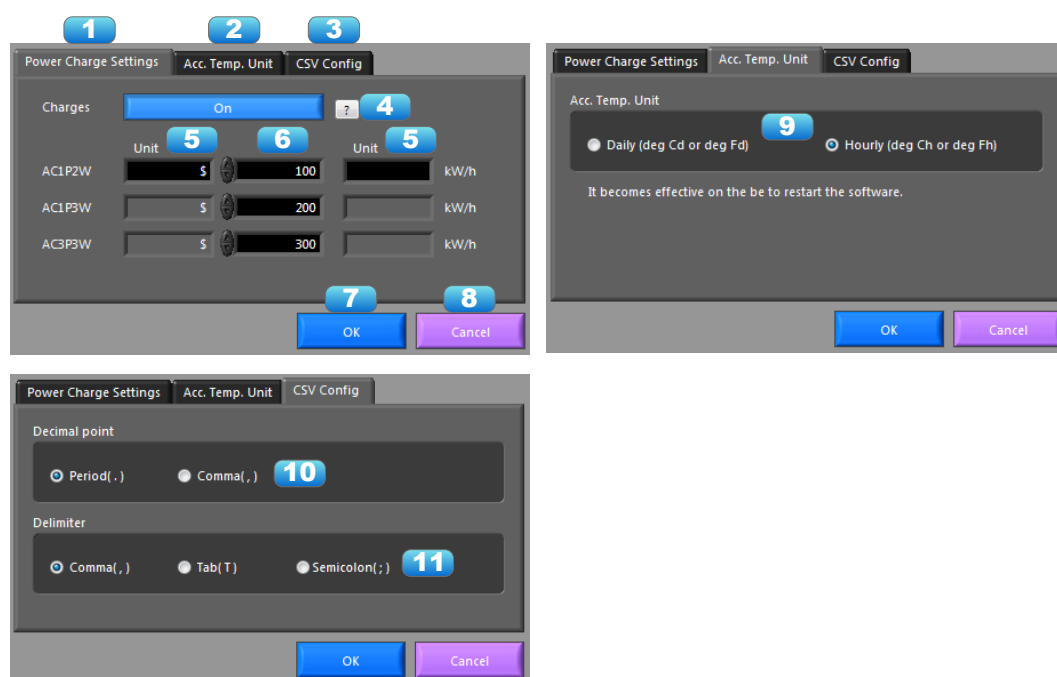 1 2 3
Power Charge Settings Acc. Temp. Unit CSV Config
Charges On ? 4
Unit 5 6 Unit 5
AC1P2W $ 100 kW/h
AC1P3W $ 200 kW/h
AC3P3W $ 300 kW/h
7 8
OK Cancel
Power Charge Settings Acc. Temp. Unit CSV Config
Acc. Temp. Unit
9
Daily (deg Cd or deg Fd) Hourly (deg Ch or deg Fh)
It becomes effective on the be to restart the software.
OK Cancel
Power Charge Settings Acc. Temp. Unit CSV Config
Decimal point
Period(.) Comma(,) 10
Delimiter
Comma(,) Tab(T) Semicolon(;) 11
OK Cancel